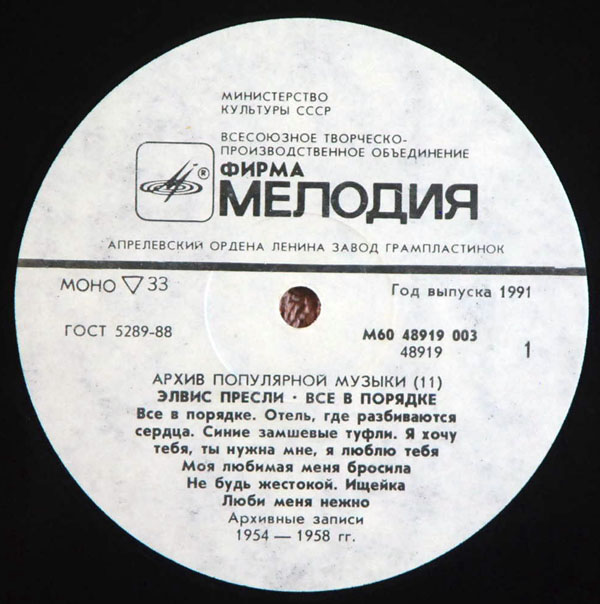 МИНИСТЕРСТВО
КУЛЬТУРЫ СССР
ВСЕСОЮЗНОЕ ТВОРЧЕСКО-
ПРОИЗВОДСТВЕННОЕ ОБЪЕДИНЕНИЕ
®
ФИРМА
МЕЛОДИЯ
АПРЕЛЕВСКИЙ ОРДЕНА ЛЕНИНА ЗАВОД ГРАМПЛАСТИНОК
МОНО ▽ 33
Год выпуска 1991
ГОСТ 5289-88
М60 48919 003
48919
1
АРХИВ ПОПУЛЯРНОЙ МУЗЫКИ (11)
ЭЛВИС ПРЕСЛИ · ВСЕ В ПОРЯДКЕ
Все в порядке. Отель, где разбиваются
сердца. Синие замшевые туфли. Я хочу
тебя, ты нужна мне, я люблю тебя
Моя любимая меня бросила
Не будь жестокой. Ищейка
Люби меня нежно
Архивные записи
1954 — 1958 гг.